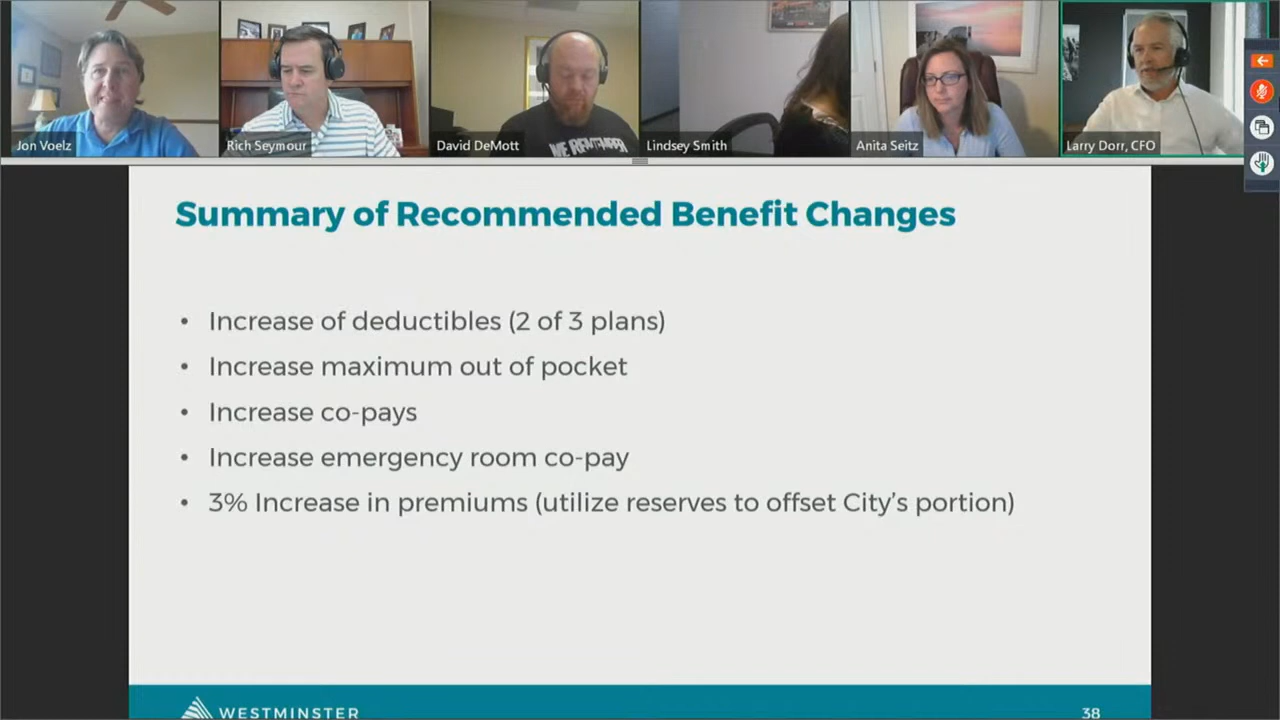 Jon Voelz
Rich Seymour
David DeMott
WE REMEMBER
Lindsey Smith
Anita Seitz
Larry Dorr, CFO
Summary of Recommended Benefit Changes
• Increase of deductibles (2 of 3 plans)
• Increase maximum out of pocket
• Increase co-pays
• Increase emergency room co-pay
• 3% Increase in premiums (utilize reserves to offset City's portion)
WESTMINSTER
38